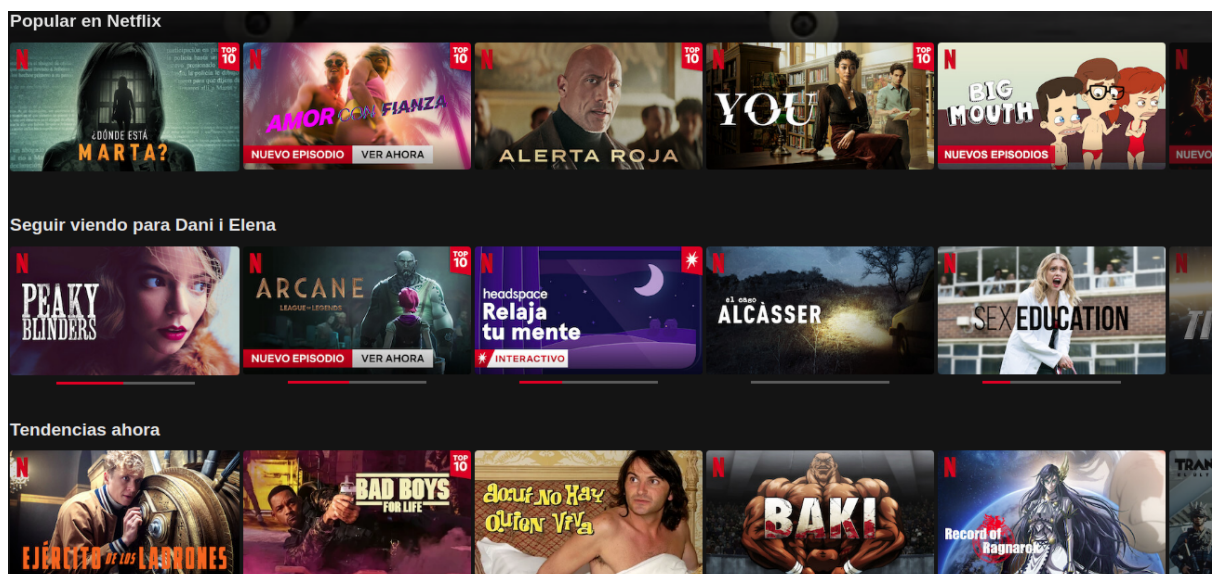 Popular en Netflix
N
TOP
10
¿DÓNDE ESTÁ
MARTA?
N
TOP
10
AMOR CON FIANZA
NUEVO EPISODIO VER AHORA
N
TOP
10
ALERTA ROJA
N
TOP
10
YOU
N
BIG
MOUTH
NUEVOS EPISODIOS
N
NUEVO
Seguir viendo para Dani i Elena
N
PEAKY
BLINDERS
N
TOP
10
ARCANE
LEAGUE OF LEGENDS
NUEVO EPISODIO VER AHORA
N
headspace
Relaja
tu mente
INTERACTIVO
N
el caso
ALCÀSSER
N
SEX EDUCATION
N
TI
Tendencias ahora
N
EJÉRCITO DE LOS LADRONES
TOP
10
BAD BOYS
FOR LIFE
aquí No Hay
Quien Viva
N
BAKI
N
Record of
Ragnarok
TRAN